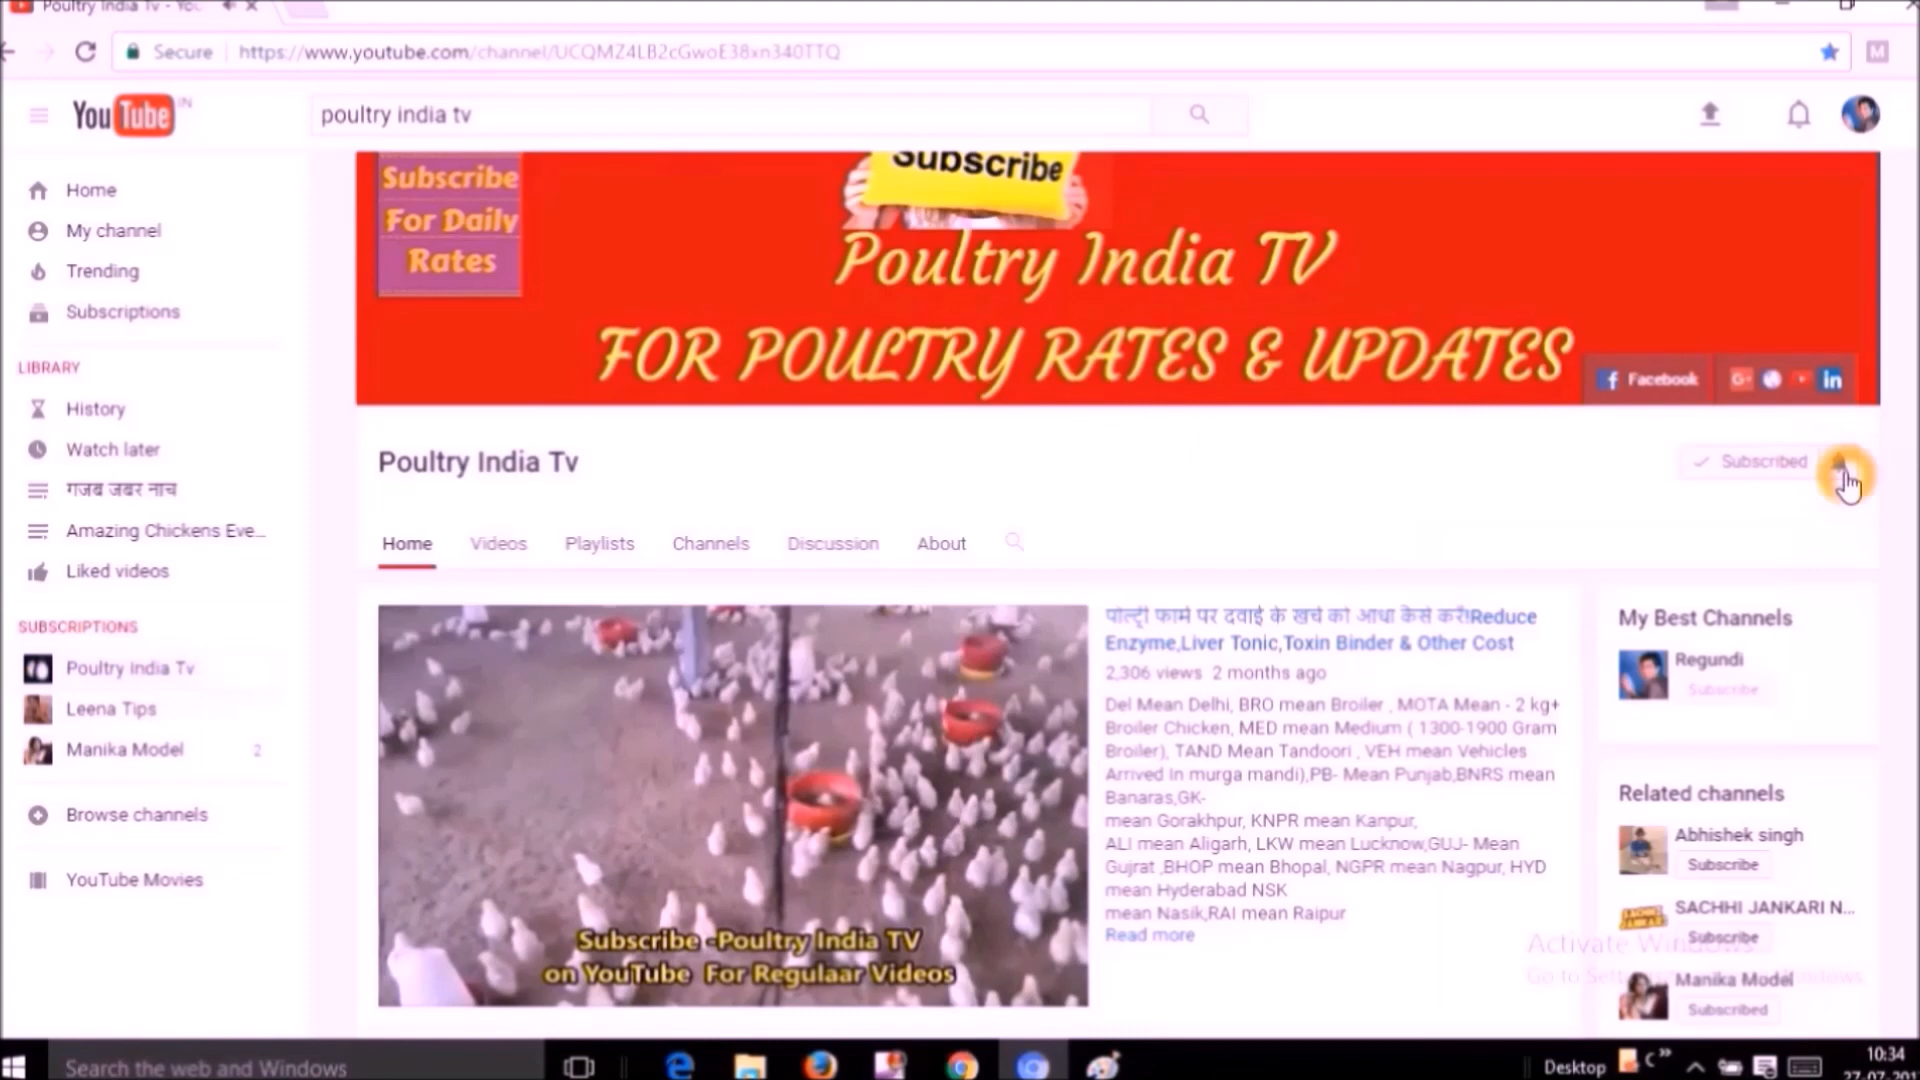 Poultry India Tv - You
Secure
https://www.youtube.com/channel/UCQMZ4LB2cGwoE38xn340TTQ
M
YouTube IN
poultry india tv
Home
My channel
Trending
Subscriptions
LIBRARY
History
Watch later
गजब जबर नाच
Amazing Chickens Eve...
Liked videos
SUBSCRIPTIONS
Poultry India Tv
Leena Tips
Manika Model 2
Browse channels
YouTube Movies
Subscribe
For Daily
Rates
Subscribe
Poultry India TV
FOR POULTRY RATES & UPDATES
Facebook
G+
in
Poultry India Tv
Subscribed
Home Videos Playlists Channels Discussion About
Subscribe -Poultry India TV
on YouTube For Regulaar Videos
पोल्ट्री फार्म पर दवाई के खर्चे को आधा कैसे करें!Reduce
Enzyme,Liver Tonic,Toxin Binder & Other Cost
2,306 views 2 months ago
Del Mean Delhi, BRO mean Broiler , MOTA Mean - 2 kg+
Broiler Chicken, MED mean Medium ( 1300-1900 Gram
Broiler), TAND Mean Tandoori , VEH mean Vehicles
Arrived In murga mandi),PB- Mean Punjab,BNRS mean
Banaras,GK-
mean Gorakhpur, KNPR mean Kanpur,
ALI mean Aligarh, LKW mean Lucknow,GUJ- Mean
Gujrat ,BHOP mean Bhopal, NGPR mean Nagpur, HYD
mean Hyderabad NSK
mean Nasik,RAI mean Raipur
Read more
My Best Channels
Regundi
Subscribe
Related channels
Abhishek singh
Subscribe
SACHHI JANKARI N...
Subscribe
Manika Model
Subscribed
Activate Windows
Search the web and Windows
Desktop
10:34